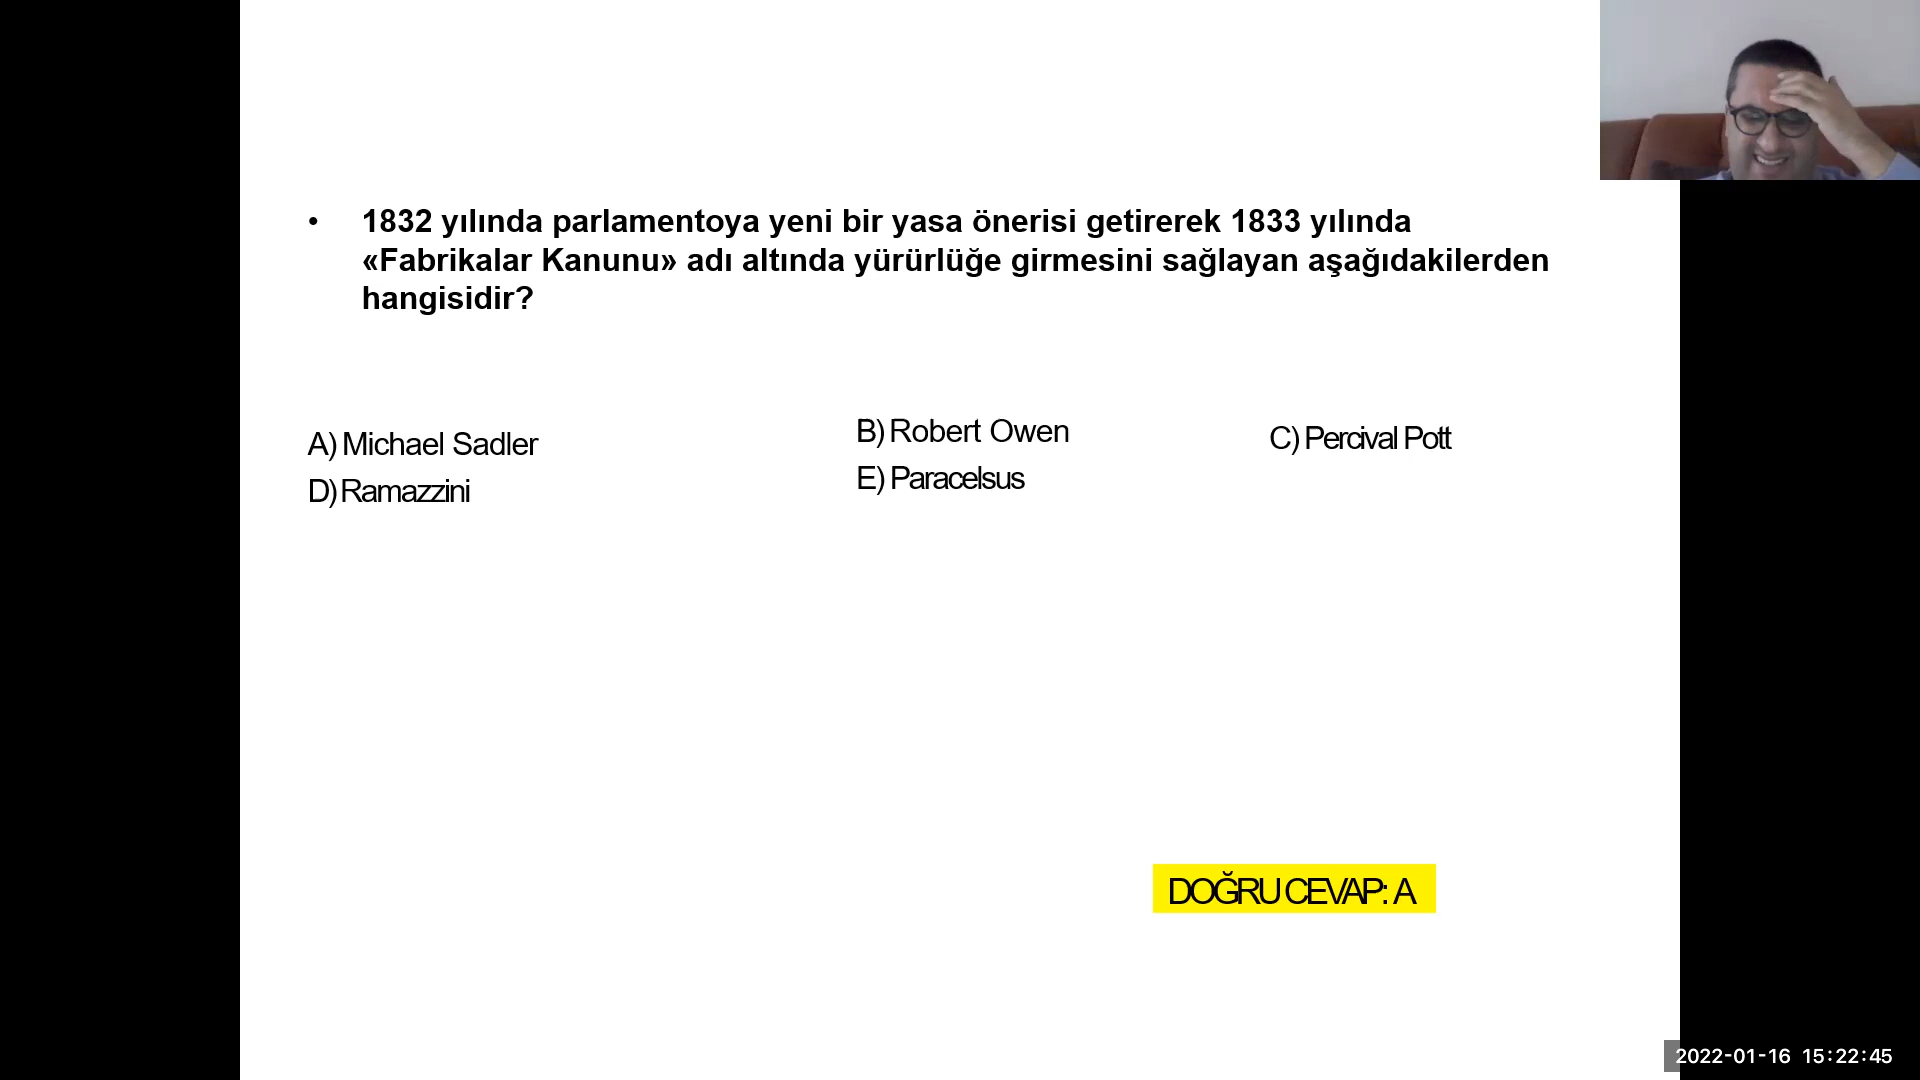 • 1832 yılında parlamentoya yeni bir yasa önerisi getirerek 1833 yılında
«Fabrikalar Kanunu» adı altında yürürlüğe girmesini sağlayan aşağıdakilerden
hangisidir?
A) Michael Sadler
B) Robert Owen
C) Percival Pott
D) Ramazzini
E) Paracelsus
DOĞRU CEVAP: A
2022-01-16 15:22:45